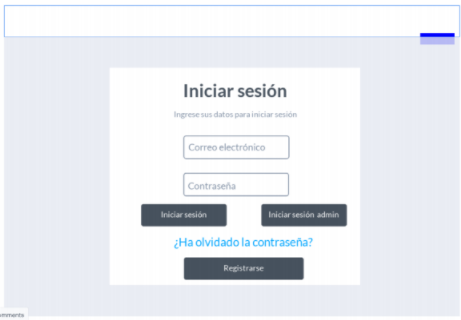 Iniciar sesión
Ingrese sus datos para iniciar sesión
Correo electrónico
Contraseña
Iniciar sesión
Iniciar sesión admin
¿Ha olvidado la contraseña?
Registrarse